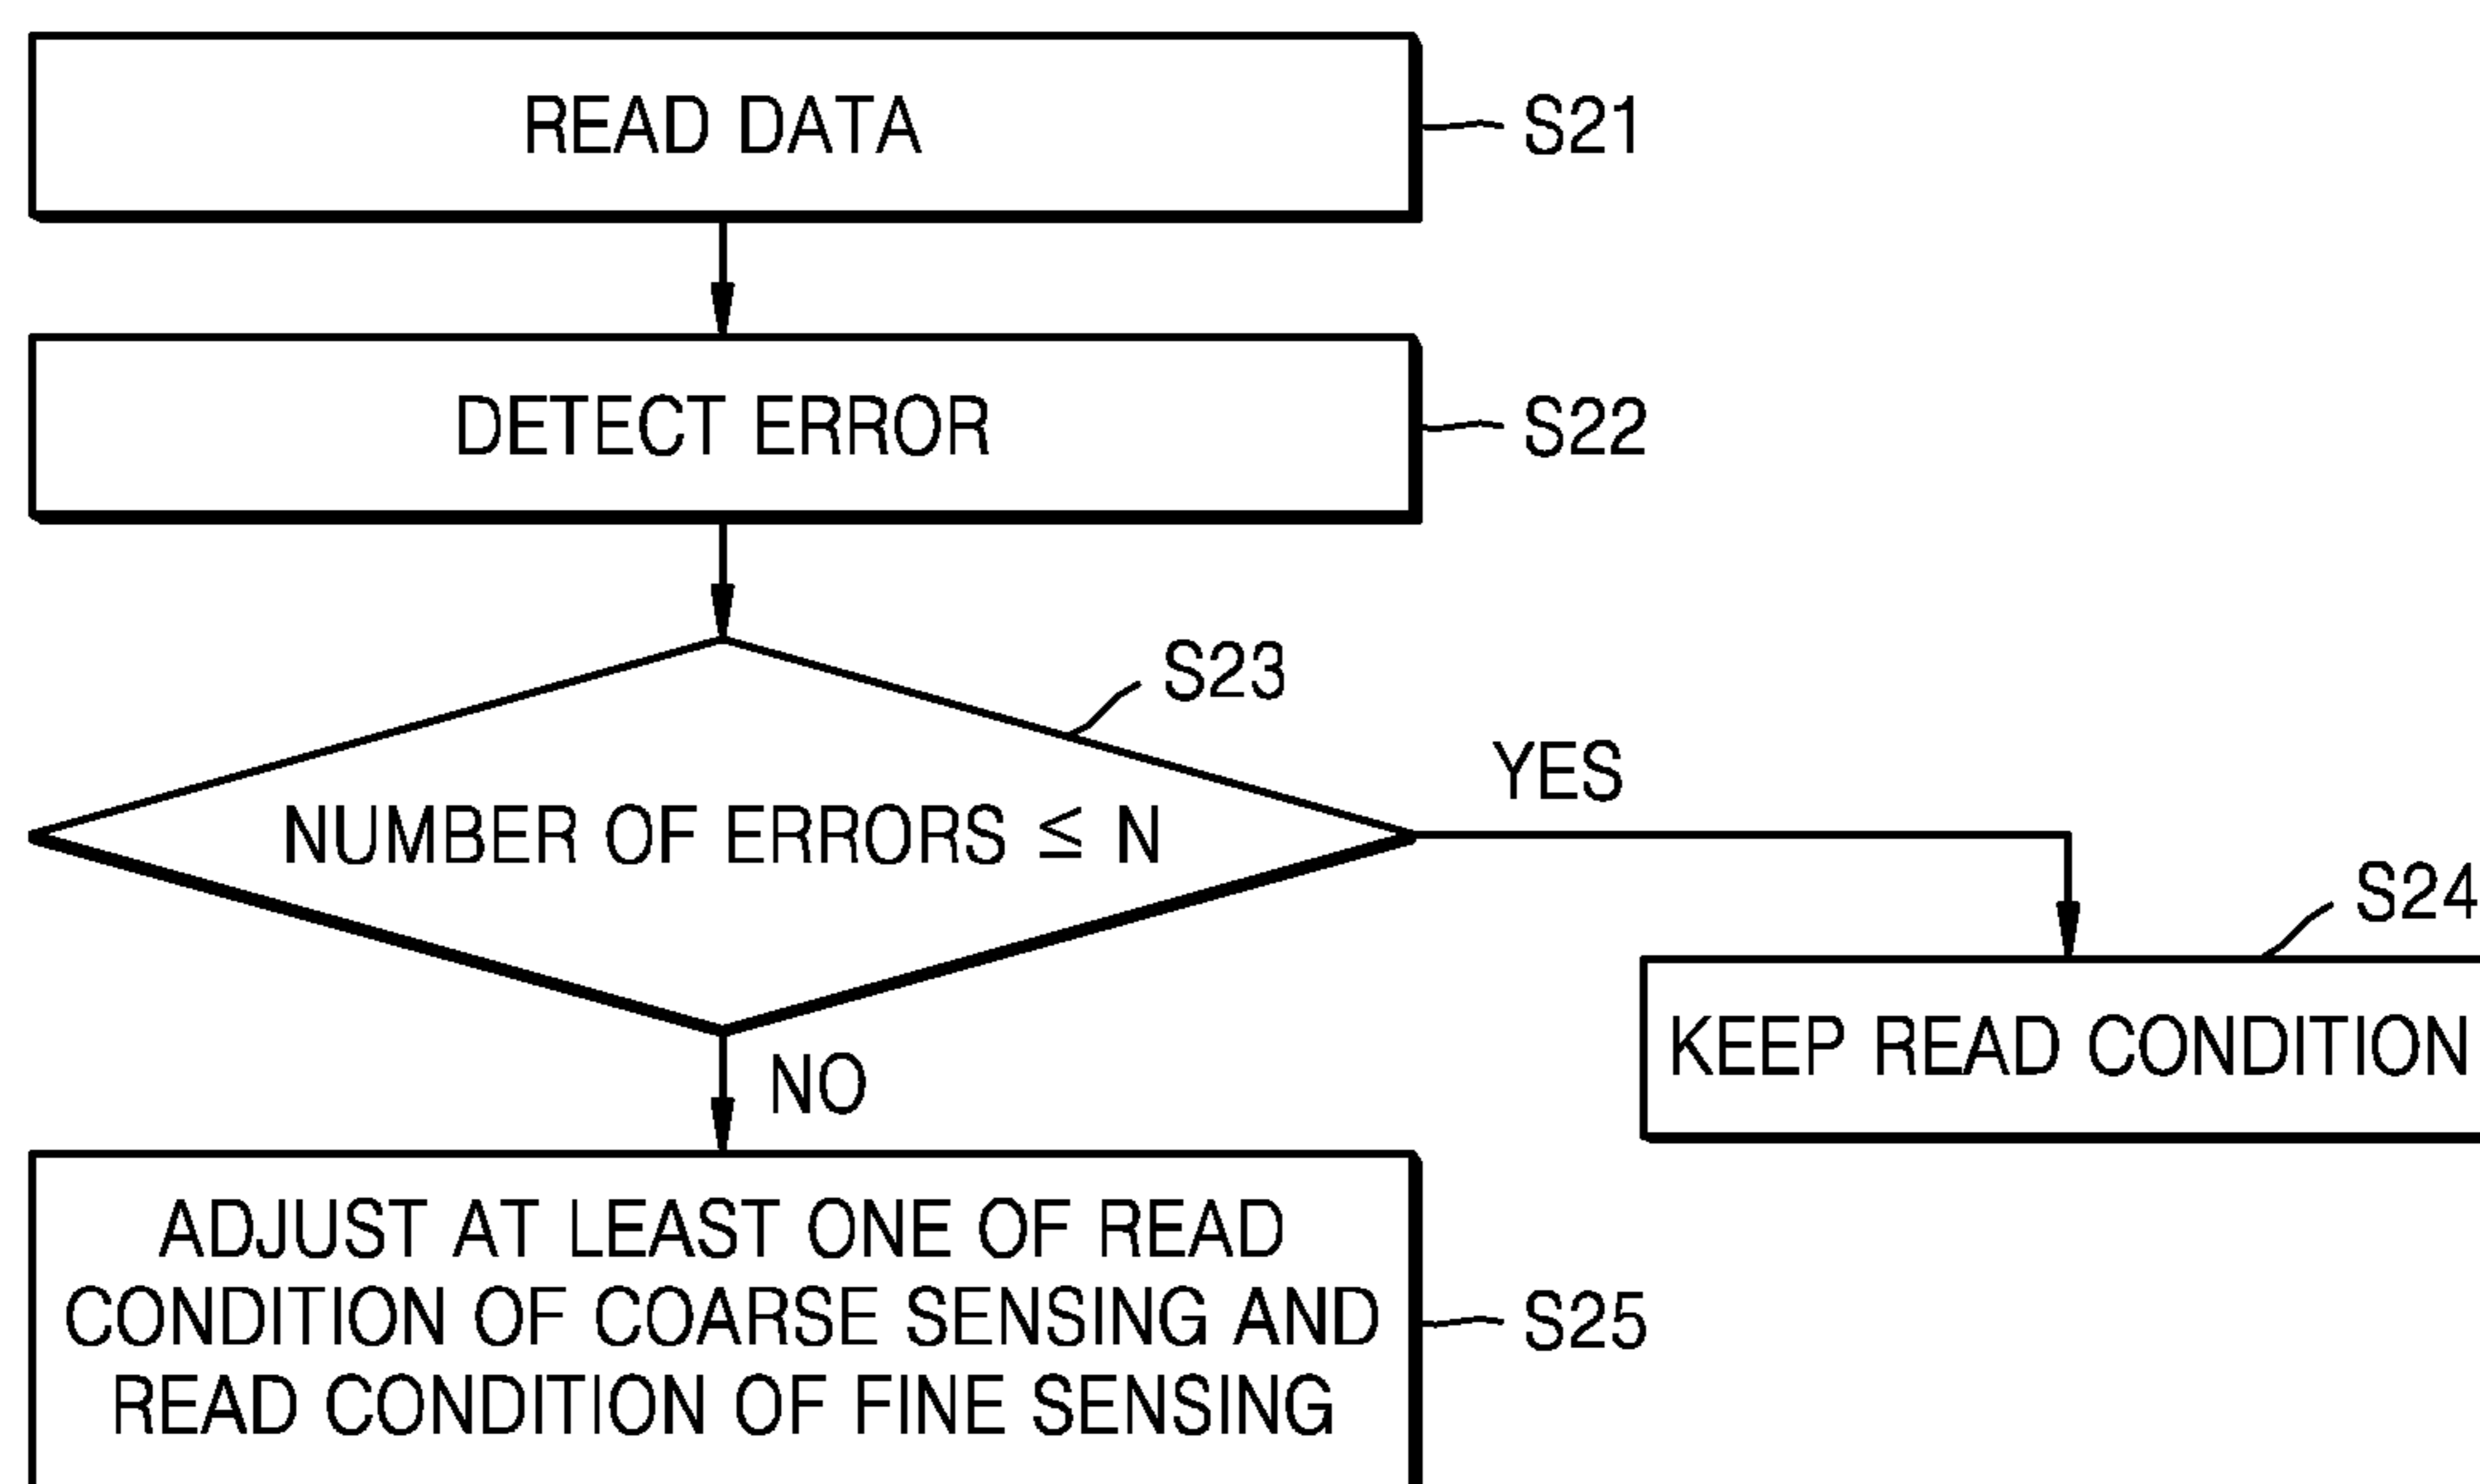 READ DATA
S21
DETECT ERROR
S22
S23
NUMBER OF ERRORS ≤ N
YES
S24
KEEP READ CONDITION
NO
ADJUST AT LEAST ONE OF READ
CONDITION OF COARSE SENSING AND
READ CONDITION OF FINE SENSING
S25